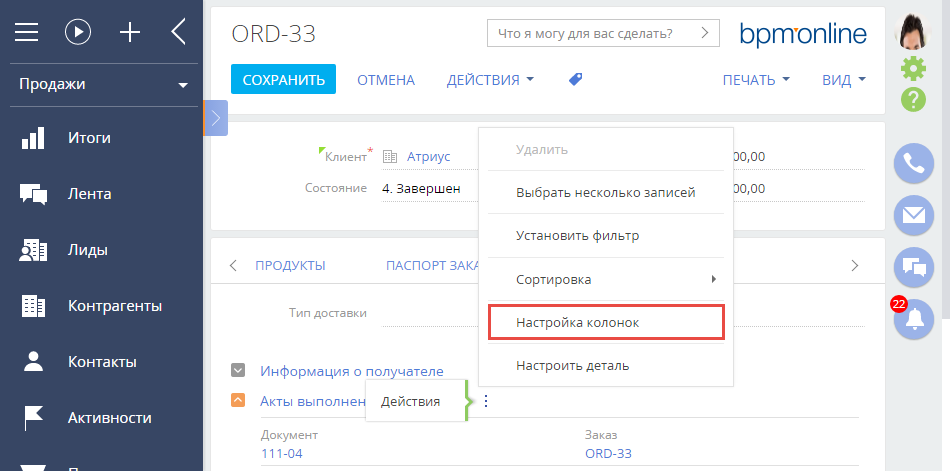 ORD-33
Что я могу для вас сделать?
bpmonline
СОХРАНИТЬ
ОТМЕНА
ДЕЙСТВИЯ
ПЕЧАТЬ
ВИД
Продажи
Итоги
Лента
Лиды
Контрагенты
Контакты
Активности
Клиент*
Атриус
00,00
Состояние
4. Завершен
00,00
Удалить
Выбрать несколько записей
Установить фильтр
Сортировка
Настройка колонок
Настроить деталь
ПРОДУКТЫ
ПАСПОРТ ЗАКА
Тип доставки
Информация о получателе
Акты выполнен
Действия
Документ
Заказ
111-04
ORD-33
22